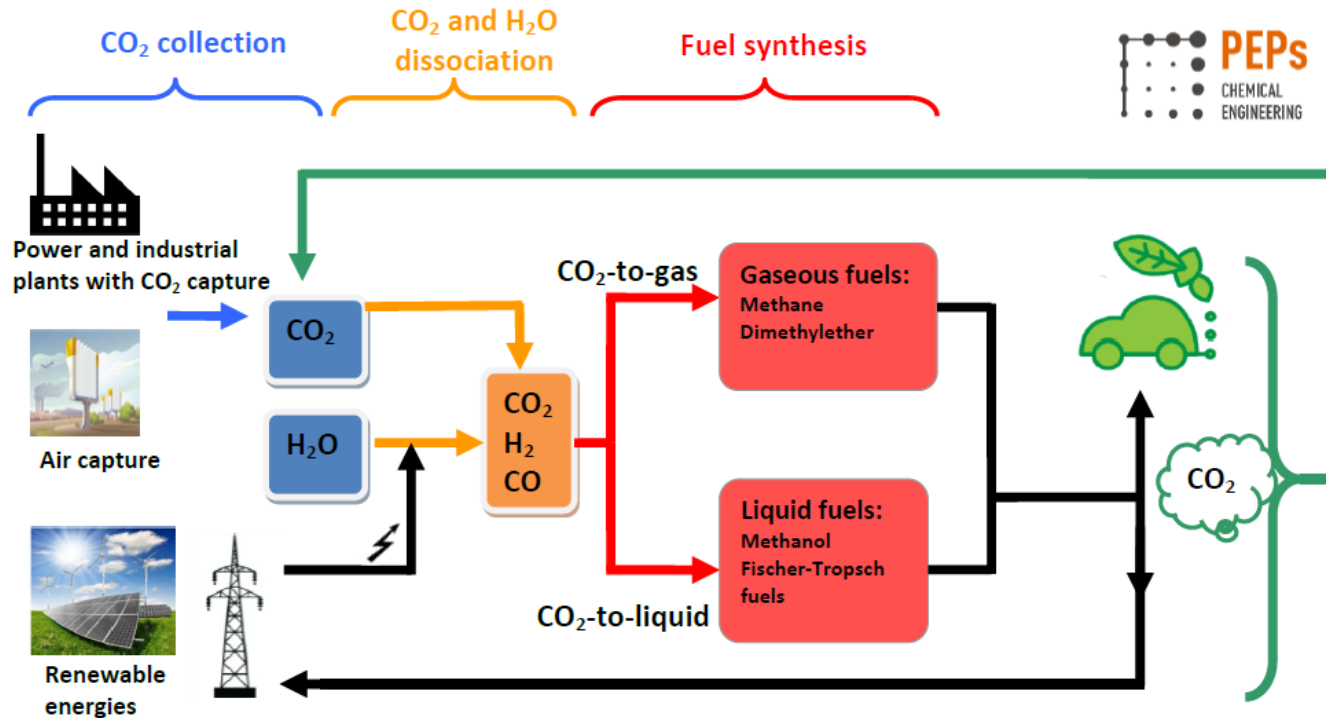 CO₂ collection
CO₂ and H₂O
dissociation
Fuel synthesis
PEPs
CHEMICAL
ENGINEERING
Power and industrial
plants with CO₂ capture
CO₂-to-gas
Gaseous fuels:
Methane
Dimethylether
CO₂
CO₂
H₂
CO
H₂O
Air capture
CO₂
Liquid fuels:
Methanol
Fischer-Tropsch
fuels
CO₂-to-liquid
Renewable
energies